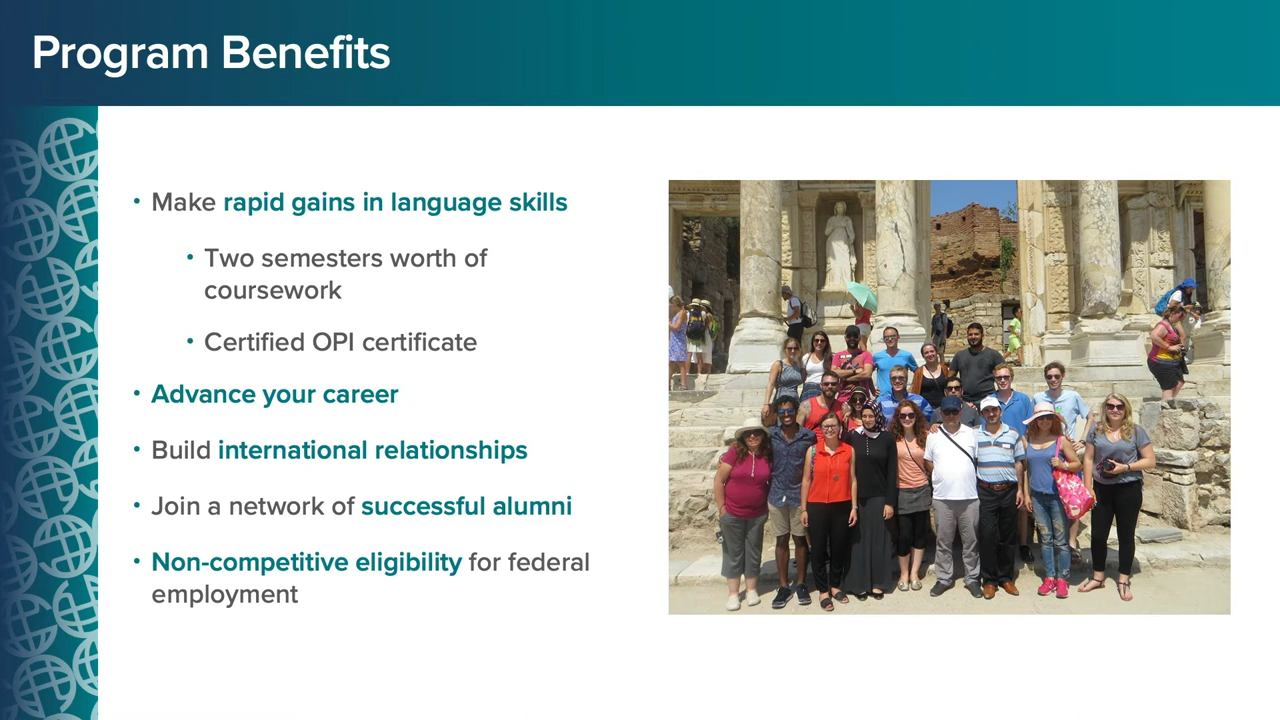 Program Benefits
• Make rapid gains in language skills
• Two semesters worth of
coursework
• Certified OPI certificate
• Advance your career
• Build international relationships
• Join a network of successful alumni
• Non-competitive eligibility for federal
employment